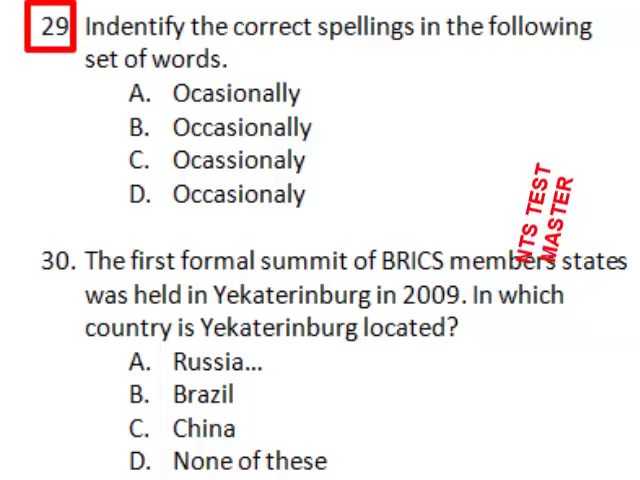 29 Indentify the correct spellings in the following
set of words.
A. Ocasionally
B. Occasionally
C. Ocassionaly
D. Occasionaly
NTS TEST
MASTER
30. The first formal summit of BRICS members states
was held in Yekaterinburg in 2009. In which
country is Yekaterinburg located?
A. Russia...
B. Brazil
C. China
D. None of these